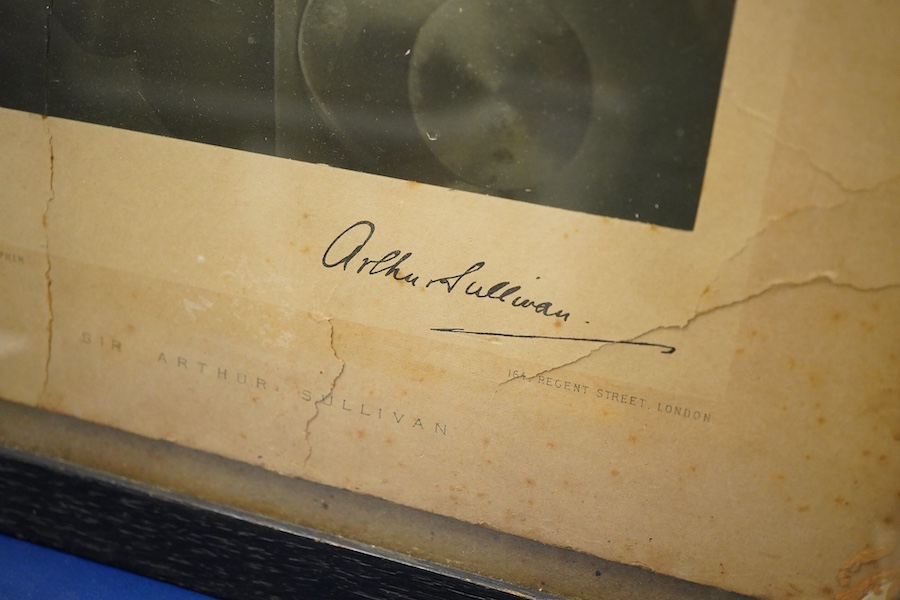 Arthur Sullivan.
164, REGENT STREET, LONDON
SIR ARTHUR SULLIVAN